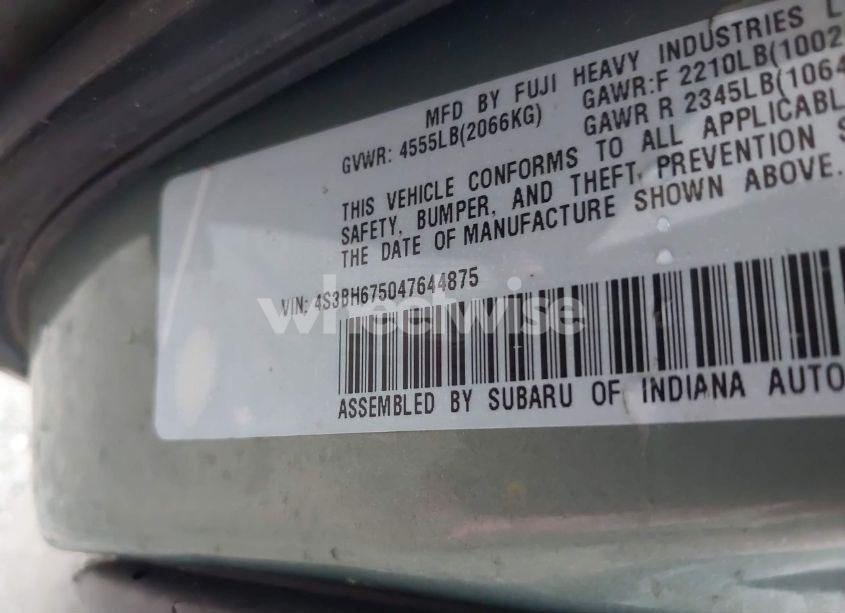 MFD BY FUJI HEAVY INDUSTRIES L
GVWR: 4555LB(2066KG) GAWR:F 2210LB(1002
GAWR R 2345LB(1064
THIS VEHICLE CONFORMS TO ALL APPLICABL
SAFETY, BUMPER, AND THEFT, PREVENTION S
THE DATE OF MANUFACTURE SHOWN ABOVE.
VIN: 4S3BH675047644875
wheelwise
ASSEMBLED BY SUBARU OF INDIANA AUTO